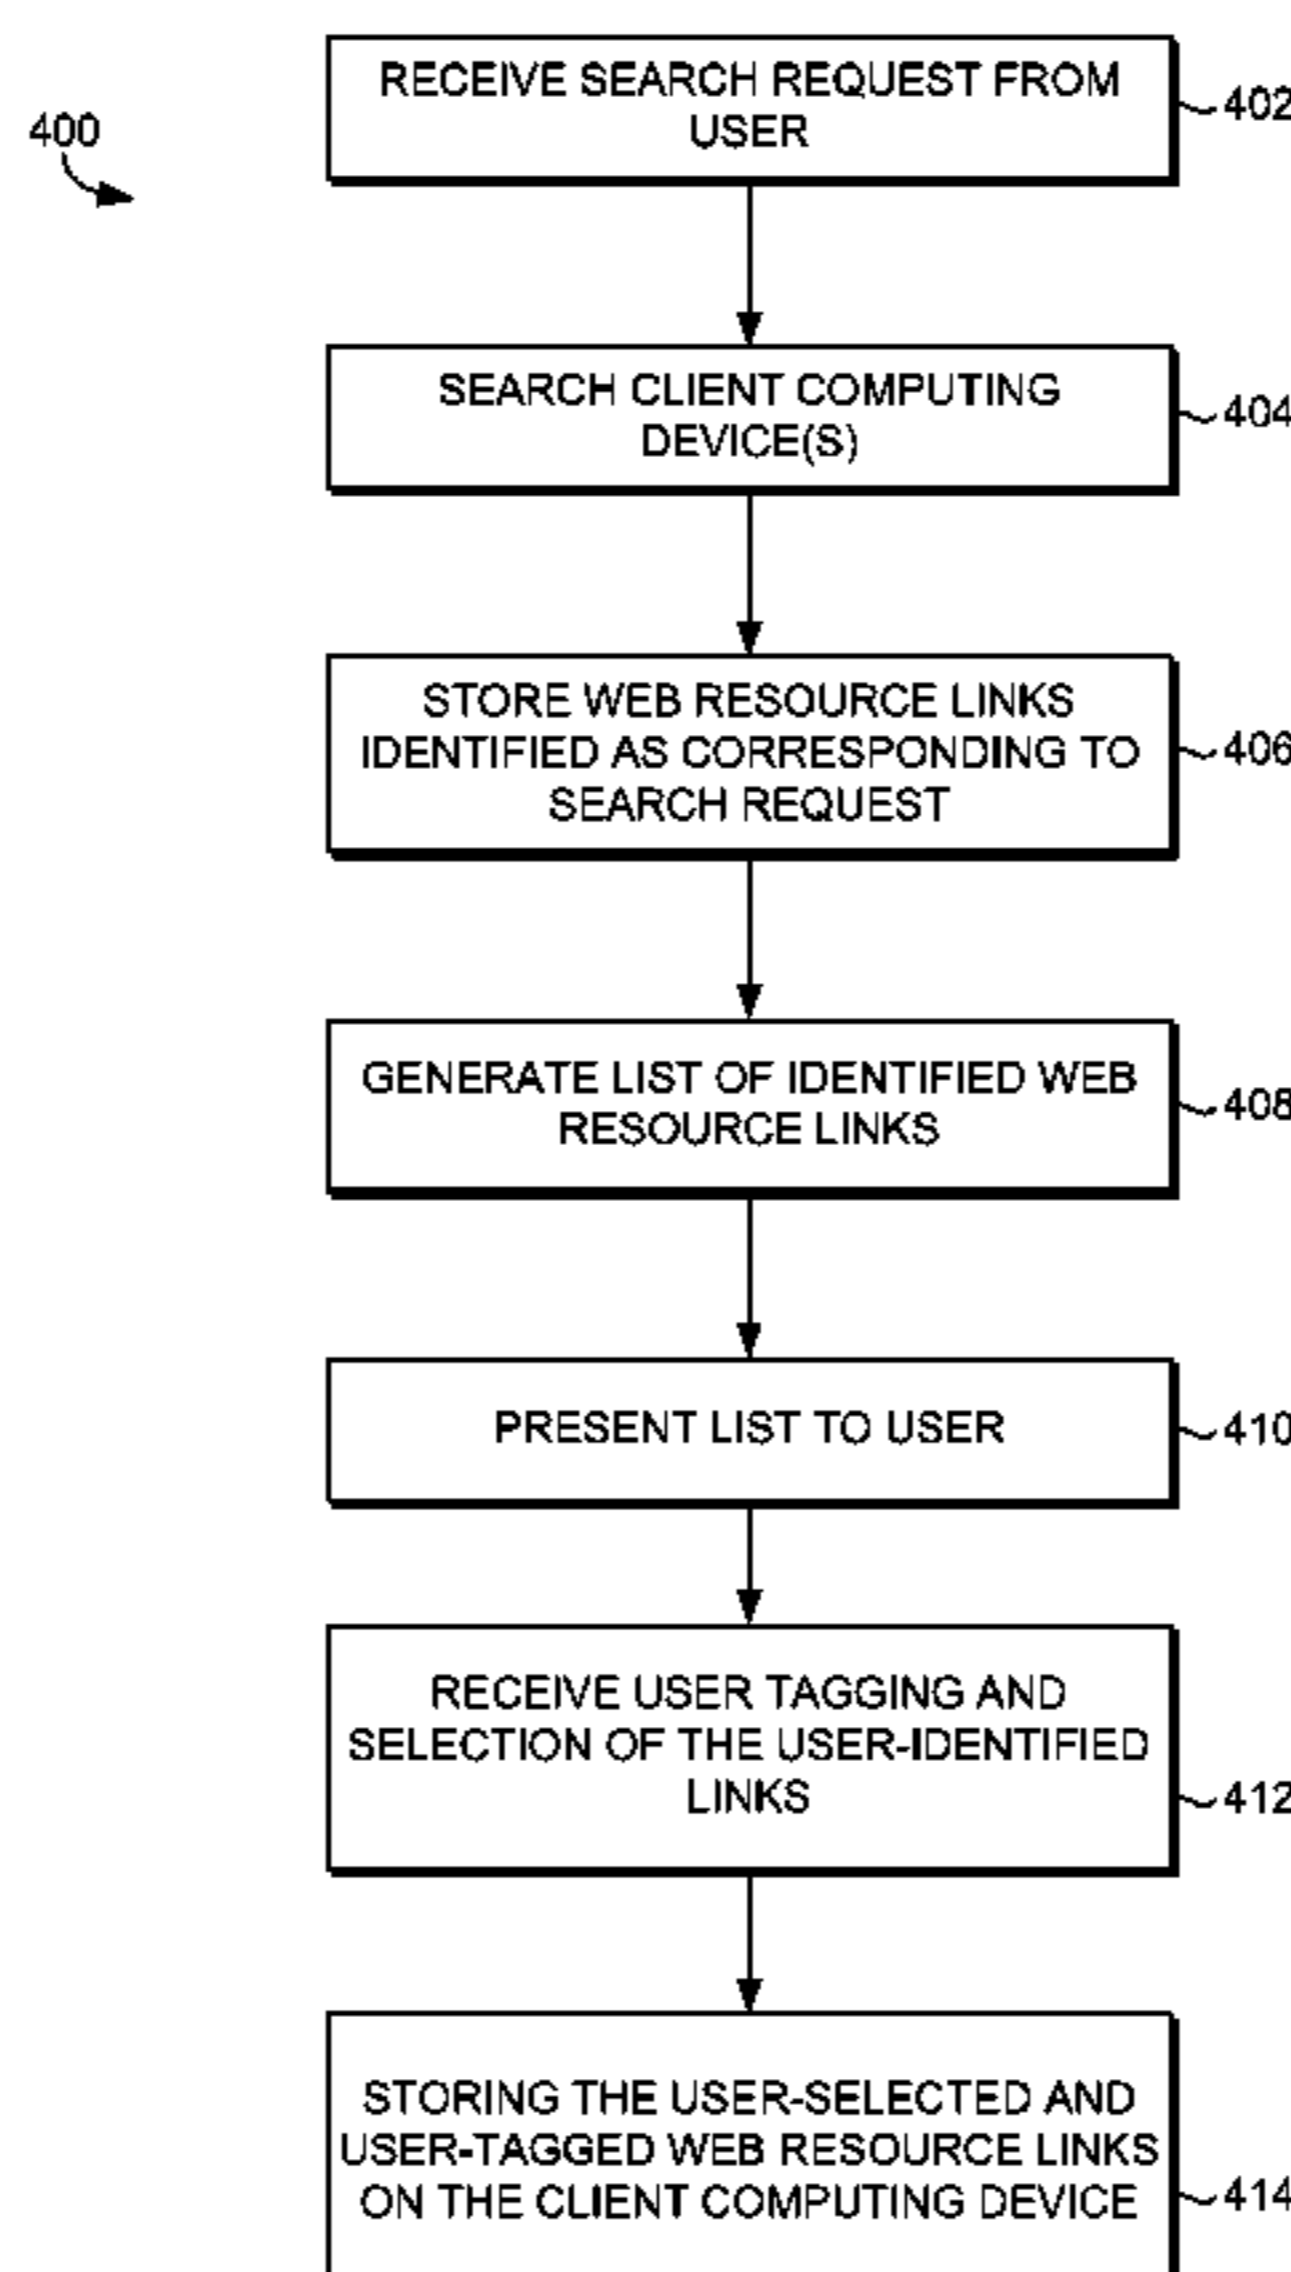 400
RECEIVE SEARCH REQUEST FROM
USER
402
SEARCH CLIENT COMPUTING
DEVICE(S)
404
STORE WEB RESOURCE LINKS
IDENTIFIED AS CORRESPONDING TO
SEARCH REQUEST
406
GENERATE LIST OF IDENTIFIED WEB
RESOURCE LINKS
408
PRESENT LIST TO USER
410
RECEIVE USER TAGGING AND
SELECTION OF THE USER-IDENTIFIED
LINKS
412
STORING THE USER-SELECTED AND
USER-TAGGED WEB RESOURCE LINKS
ON THE CLIENT COMPUTING DEVICE
414